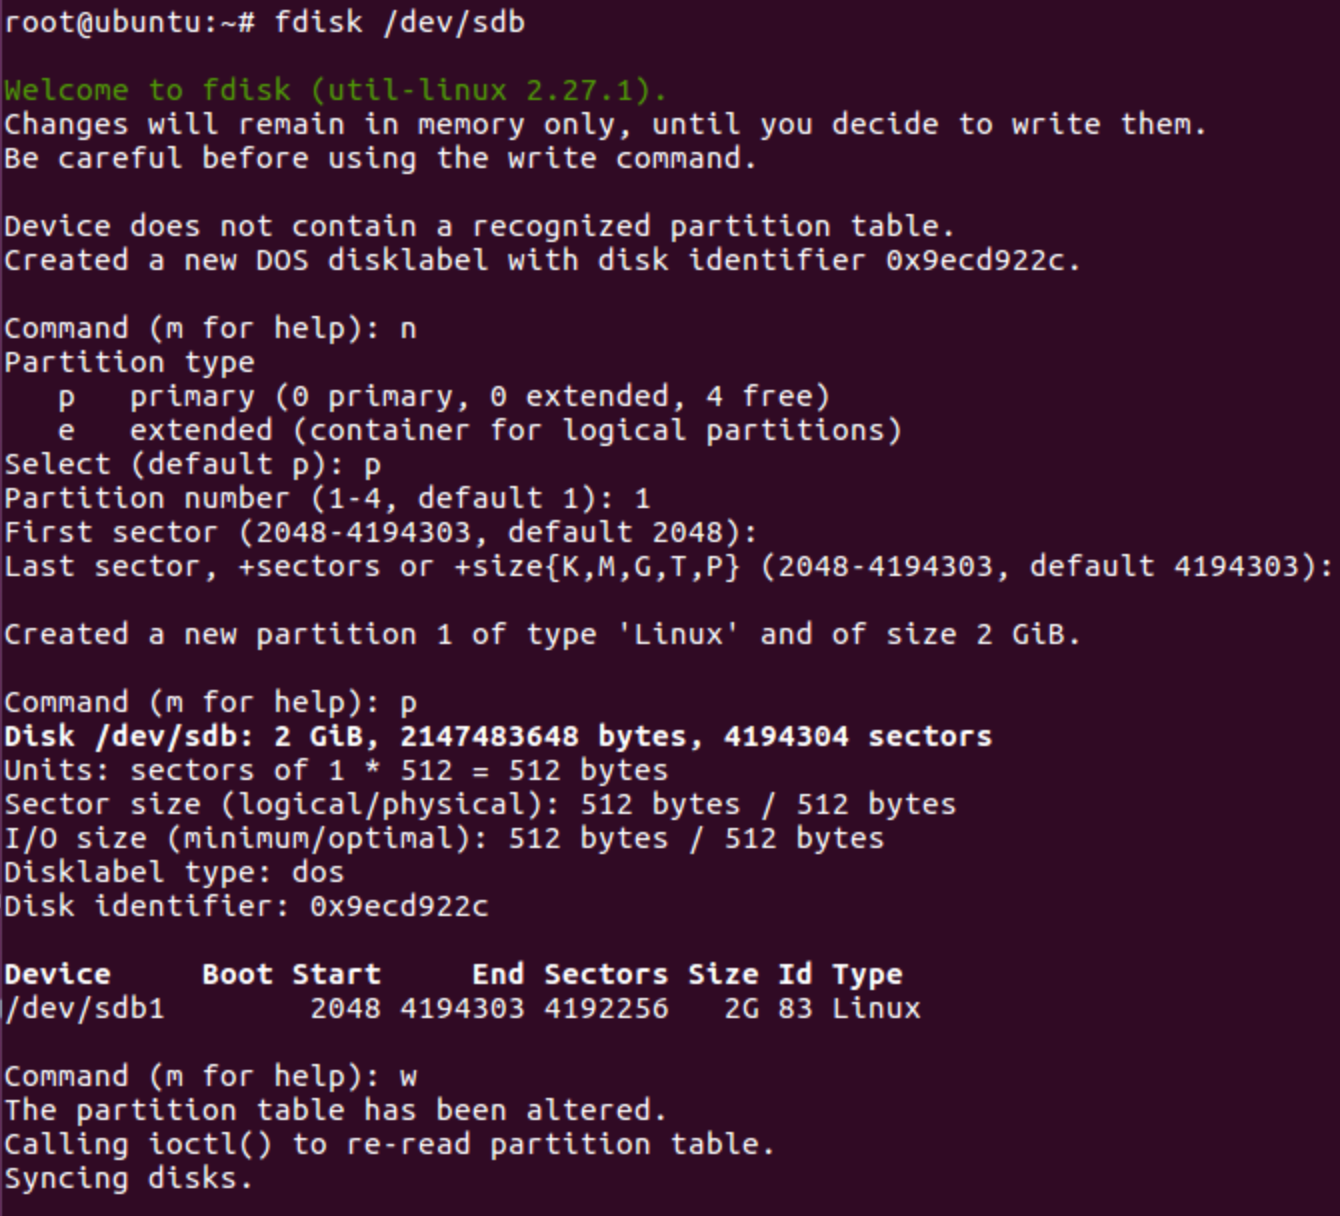 root@ubuntu:~# fdisk /dev/sdb
Welcome to fdisk (util-linux 2.27.1).
Changes will remain in memory only, until you decide to write them.
Be careful before using the write command.
Device does not contain a recognized partition table.
Created a new DOS disklabel with disk identifier 0x9ecd922c.
Command (m for help): n
Partition type
   p   primary (0 primary, 0 extended, 4 free)
   e   extended (container for logical partitions)
Select (default p): p
Partition number (1-4, default 1): 1
First sector (2048-4194303, default 2048):
Last sector, +sectors or +size{K,M,G,T,P} (2048-4194303, default 4194303):
Created a new partition 1 of type 'Linux' and of size 2 GiB.
Command (m for help): p
Disk /dev/sdb: 2 GiB, 2147483648 bytes, 4194304 sectors
Units: sectors of 1 * 512 = 512 bytes
Sector size (logical/physical): 512 bytes / 512 bytes
I/O size (minimum/optimal): 512 bytes / 512 bytes
Disklabel type: dos
Disk identifier: 0x9ecd922c
Device     Boot Start     End Sectors Size Id Type
/dev/sdb1        2048 4194303 4192256   2G 83 Linux
Command (m for help): w
The partition table has been altered.
Calling ioctl() to re-read partition table.
Syncing disks.